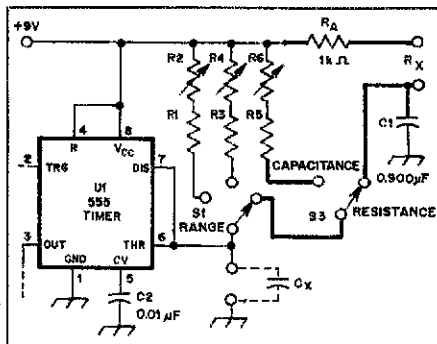 +9V
R2
R4
R6
RA
1kΩ
RX
R1
R3
R5
C1
0.900µF
4
8
R
VCC
2
TRG
DIS
7
U1
555
TIMER
3
OUT
THR
6
GND
CV
1
5
C2
0.01µF
S1
RANGE
CAPACITANCE
S3
RESISTANCE
CX